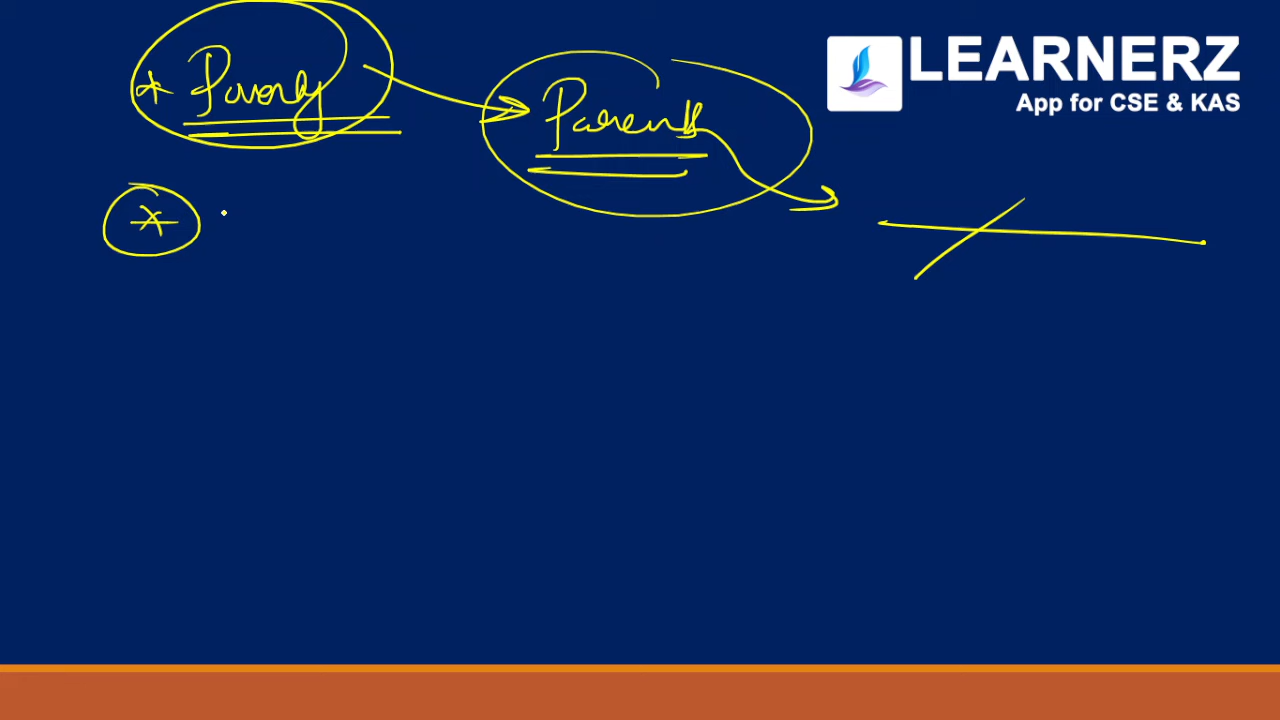 * Poverty
Parents
*
LEARNERZ
App for CSE & KAS